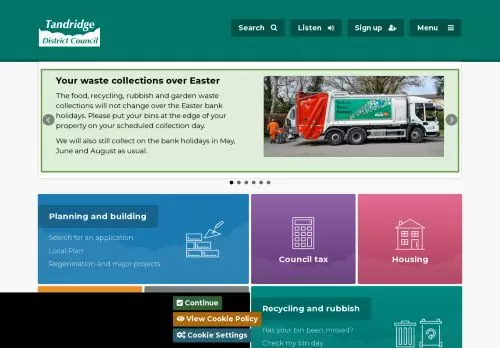 Tandridge
District Council
Search
Listen
Sign up
Menu
Your waste collections over Easter
The food, recycling, rubbish and garden waste
collections will not change over the Easter bank
holidays. Please put your bins at the edge of your
property on your scheduled collection day.
We will also still collect on the bank holidays in May,
June and August as usual.
Planning and building
Search for an application
Local Plan
Regeneration and major projects
Council tax
Housing
Continue
View Cookie Policy
Cookie Settings
Recycling and rubbish
Has your bin been missed?
Check my bin day